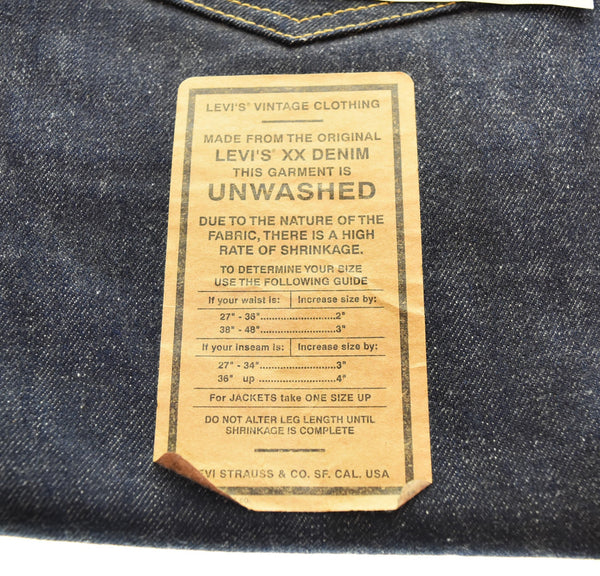 LEVI'S® VINTAGE CLOTHING
MADE FROM THE ORIGINAL
LEVI'S® XX DENIM
THIS GARMENT IS
UNWASHED
DUE TO THE NATURE OF THE
FABRIC, THERE IS A HIGH
RATE OF SHRINKAGE.
TO DETERMINE YOUR SIZE
USE THE FOLLOWING GUIDE
If your waist is: Increase size by:
27" - 36"........................2"
38" - 48"........................3"
If your inseam is: Increase size by:
27" - 34"........................3"
36" up ....................4"
For JACKETS take ONE SIZE UP
DO NOT ALTER LEG LENGTH UNTIL
SHRINKAGE IS COMPLETE
EVI STRAUSS & CO. SF. CAL. USA